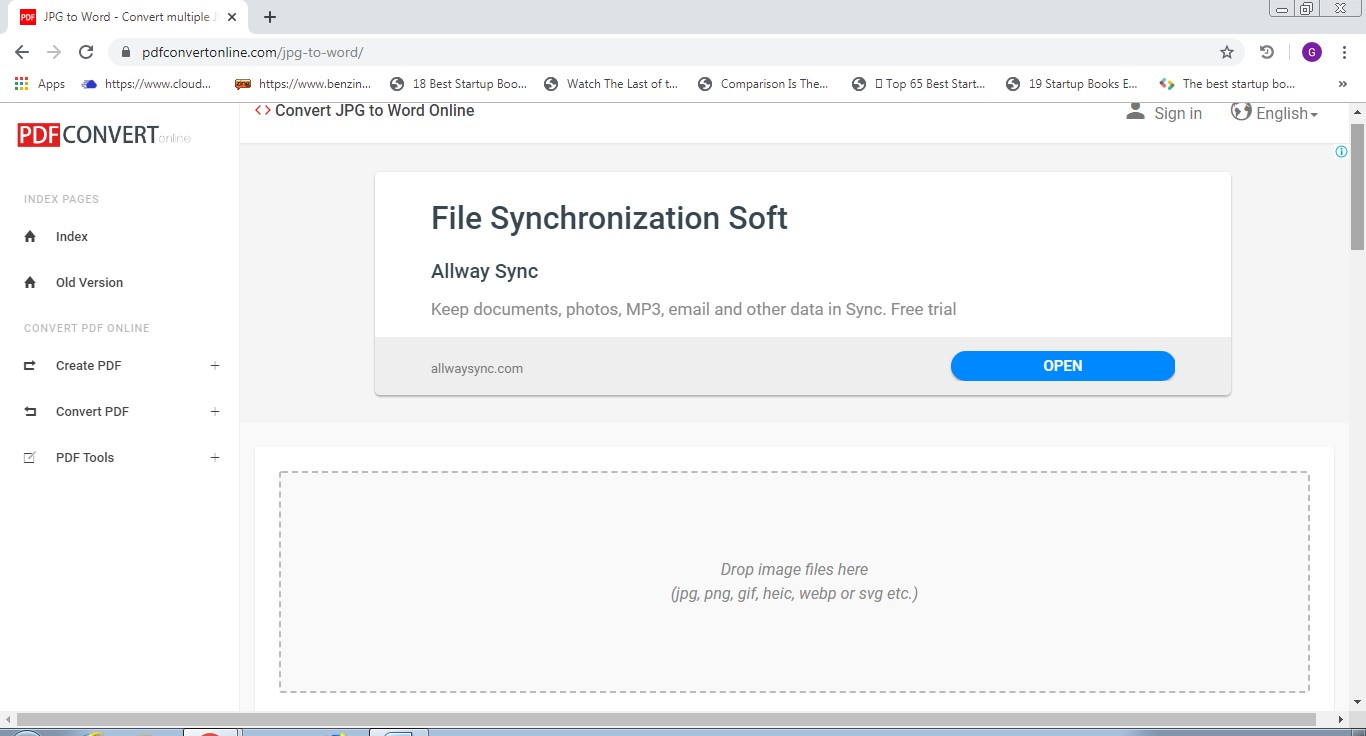 PDF JPG to Word - Convert multiple J
pdfconvertonline.com/jpg-to-word/
G
Apps https://www.cloud... https://www.benzin... 18 Best Startup Boo... Watch The Last of t... Comparison Is The... Top 65 Best Start... 19 Startup Books E... The best startup bo... »
PDFCONVERTonline
INDEX PAGES
Index
Old Version
CONVERT PDF ONLINE
Create PDF +
Convert PDF +
PDF Tools +
<> Convert JPG to Word Online
Sign in English
File Synchronization Soft
Allway Sync
Keep documents, photos, MP3, email and other data in Sync. Free trial
allwaysync.com OPEN
Drop image files here
(jpg, png, gif, heic, webp or svg etc.)